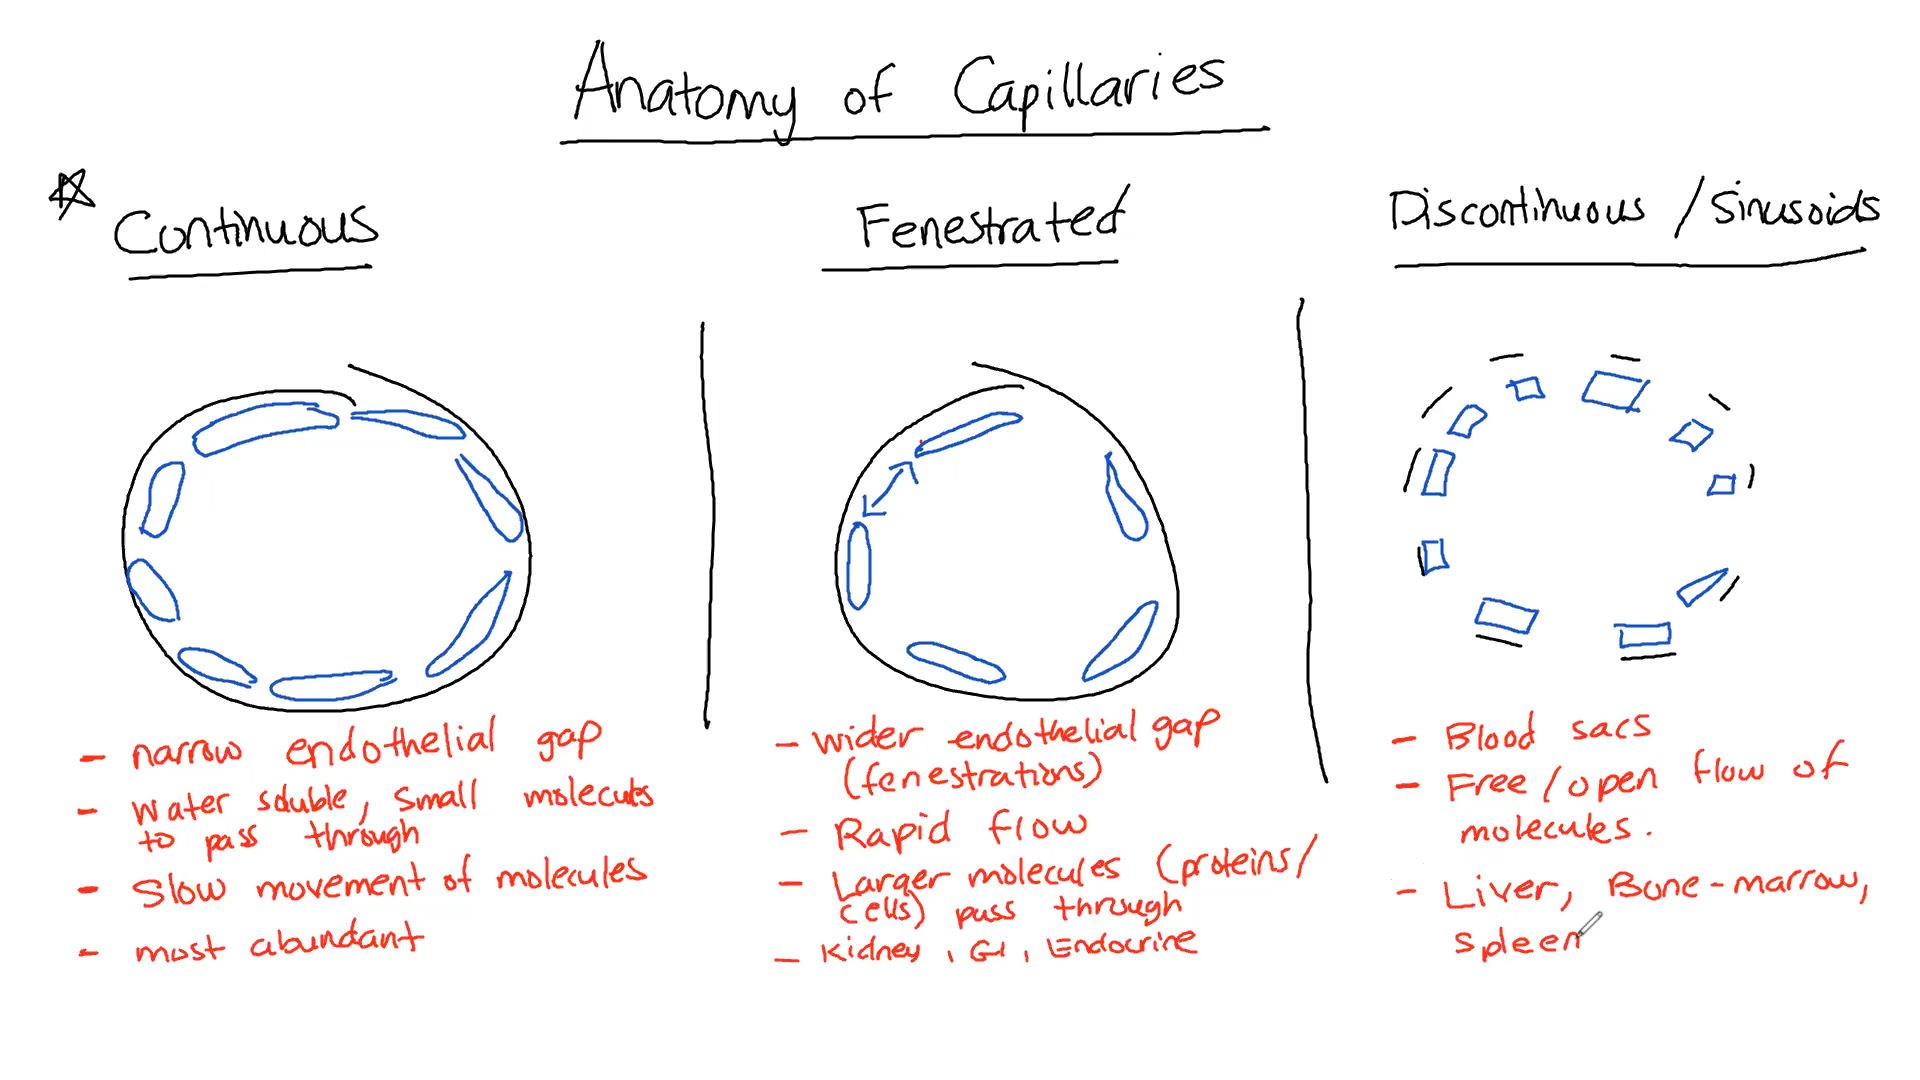 Anatomy of Capillaries
Continuous
- narrow endothelial gap
- Water soluble, small molecules
to pass through
- Slow movement of molecules
- most abundant
Fenestrated
- Wider endothelial gap
(fenestrations)
- Rapid flow
- Larger molecules (proteins/
cells) pass through
- Kidney, GI, Endocrine
Discontinuous / Sinusoids
- Blood sacs
- Free/open flow of
molecules.
- Liver, Bone-marrow,
Spleen